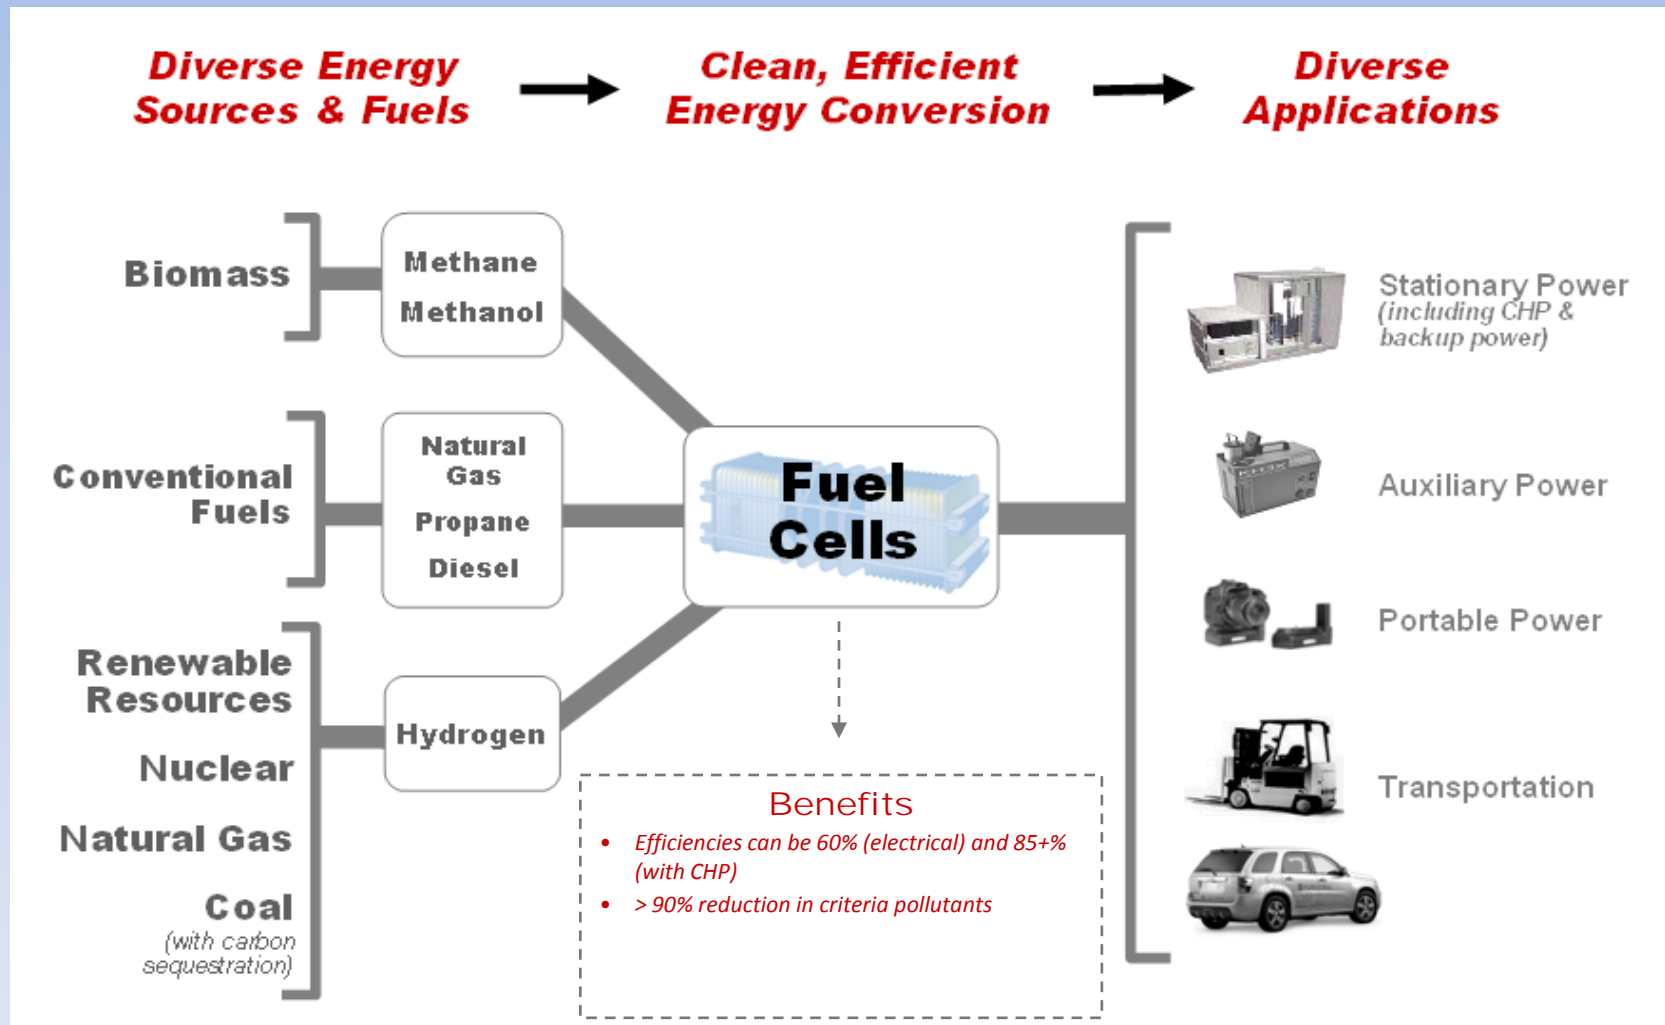 Diverse Energy
Sources & Fuels
Clean, Efficient
Energy Conversion
Diverse
Applications
Biomass
Methane
Methanol
Conventional
Fuels
Natural
Gas
Propane
Diesel
Renewable
Resources
Nuclear
Natural Gas
Coal
(with carbon
sequestration)
Hydrogen
Fuel
Cells
Benefits
• Efficiencies can be 60% (electrical) and 85+%
(with CHP)
• > 90% reduction in criteria pollutants
Stationary Power
(including CHP &
backup power)
Auxiliary Power
Portable Power
Transportation